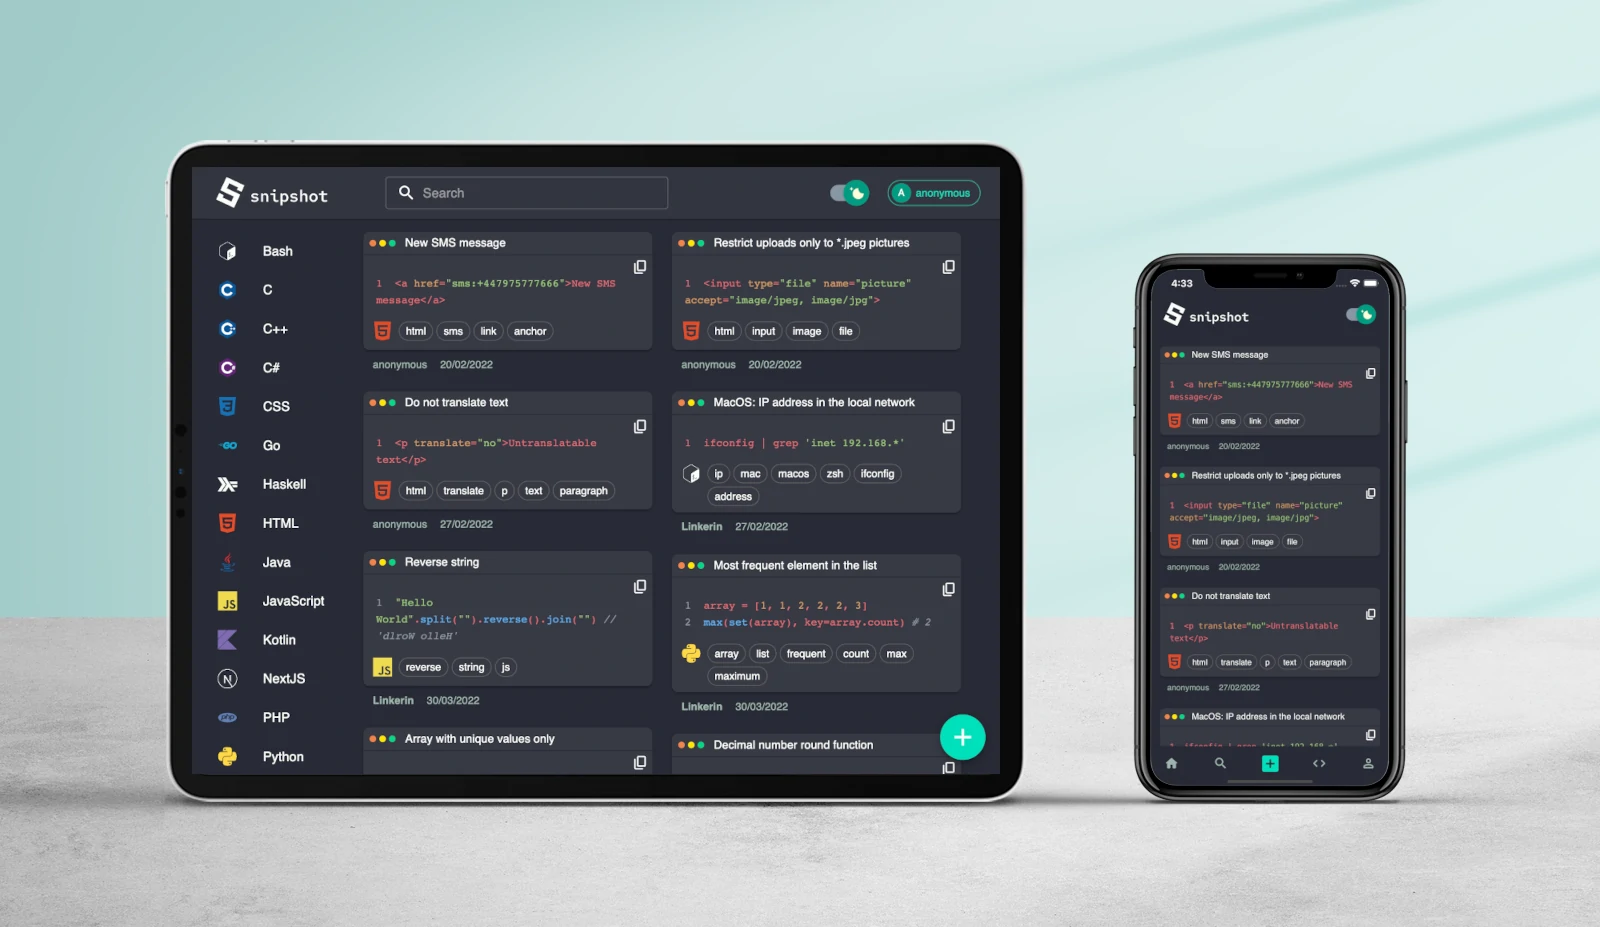 snipshot
Search
A anonymous
Bash
C
C++
C#
CSS
Go
Haskell
HTML
Java
JavaScript
Kotlin
NextJS
PHP
Python
New SMS message
1 <a href="sms:+447975777666">New SMS
message</a>
html sms link anchor
anonymous 20/02/2022
Do not translate text
1 <p translate="no">Untranslatable
text</p>
html translate p text paragraph
anonymous 27/02/2022
Reverse string
1 "Hello
World".split("").reverse().join("") //
'dlroW olleH'
JS reverse string js
Linkerin 30/03/2022
Array with unique values only
Restrict uploads only to *.jpeg pictures
1 <input type="file" name="picture"
accept="image/jpeg, image/jpg">
html input image file
anonymous 20/02/2022
MacOS: IP address in the local network
1 ifconfig | grep 'inet 192.168.*'
ip mac macos zsh ifconfig
address
Linkerin 27/02/2022
Most frequent element in the list
1 array = [1, 1, 2, 2, 2, 3]
2 max(set(array), key=array.count) # 2
array list frequent count max
maximum
Linkerin 30/03/2022
Decimal number round function
4:33
snipshot
New SMS message
1 <a href="sms:+447975777666">New SMS
message</a>
html sms link anchor
anonymous 20/02/2022
Restrict uploads only to *.jpeg pictures
1 <input type="file" name="picture"
accept="image/jpeg, image/jpg">
html input image file
anonymous 20/02/2022
Do not translate text
1 <p translate="no">Untranslatable
text</p>
html translate p text paragraph
anonymous 27/02/2022
MacOS: IP address in the local network
1 ifconfig | grep 'inet 192.168.*'